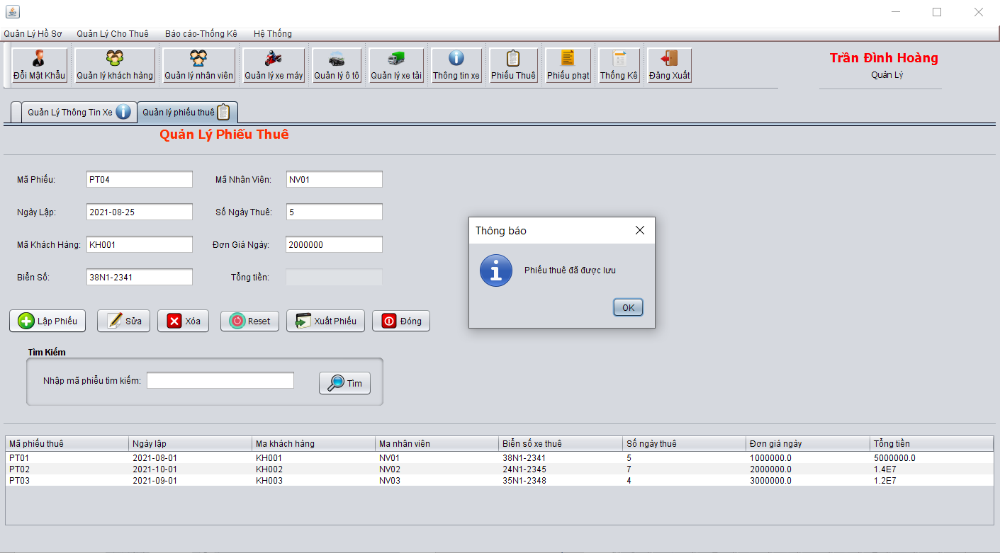 Quản Lý Hồ Sơ Quản Lý Cho Thuê Báo cáo-Thống Kê Hệ Thống
Đổi Mật Khẩu Quản lý khách hàng Quản lý nhân viên Quản lý xe máy Quản lý ô tô Quản lý xe tải Thông tin xe Phiếu Thuê Phiếu phạt Thống Kê Đăng Xuất
Trần Đình Hoàng
Quản Lý
Quản Lý Thông Tin Xe Quản lý phiếu thuê
Quản Lý Phiếu Thuê
Mã Phiếu: PT04 Mã Nhân Viên: NV01
Ngày Lập: 2021-08-25 Số Ngày Thuê: 5
Mã Khách Hàng: KH001 Đơn Giá Ngày: 2000000
Biển Số: 38N1-2341 Tổng tiền:
Thông báo
Phiếu thuê đã được lưu
OK
Lập Phiếu Sửa Xóa Reset Xuất Phiếu Đóng
Tìm Kiếm
Nhập mã phiếu tìm kiếm: Tìm
Mã phiếu thuê Ngày lập Ma khách hàng Ma nhân viên Biển số xe thuê Số ngày thuê Đơn giá ngày Tổng tiền
PT01 2021-08-01 KH001 NV01 38N1-2341 5 1000000.0 5000000.0
PT02 2021-10-01 KH002 NV02 24N1-2345 7 2000000.0 1.4E7
PT03 2021-09-01 KH003 NV03 35N1-2348 4 3000000.0 1.2E7